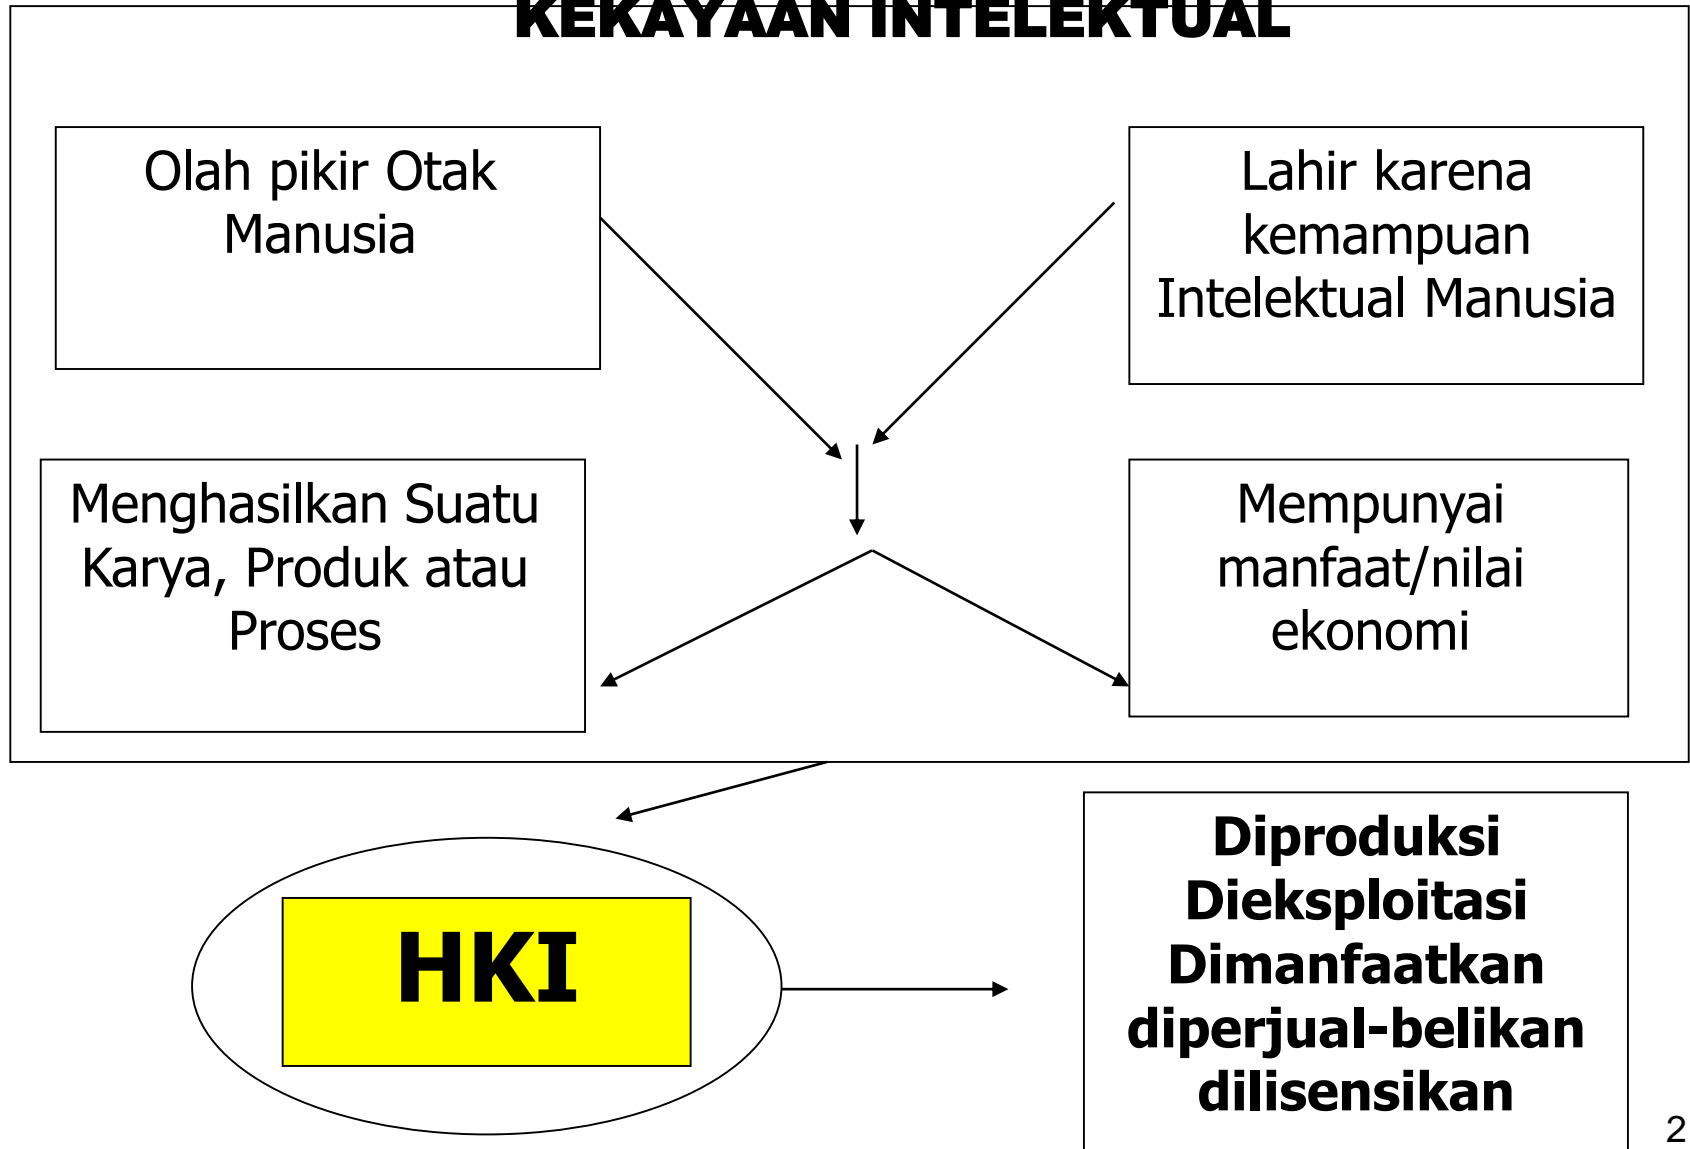 KEKAYAAN INTELEKTUAL
Olah pikir Otak
Manusia
Lahir karena
kemampuan
Intelektual Manusia
Menghasilkan Suatu
Karya, Produk atau
Proses
Mempunyai
manfaat/nilai
ekonomi
HKI
Diproduksi
Dieksploitasi
Dimanfaatkan
diperjual-belikan
dilisensikan
2